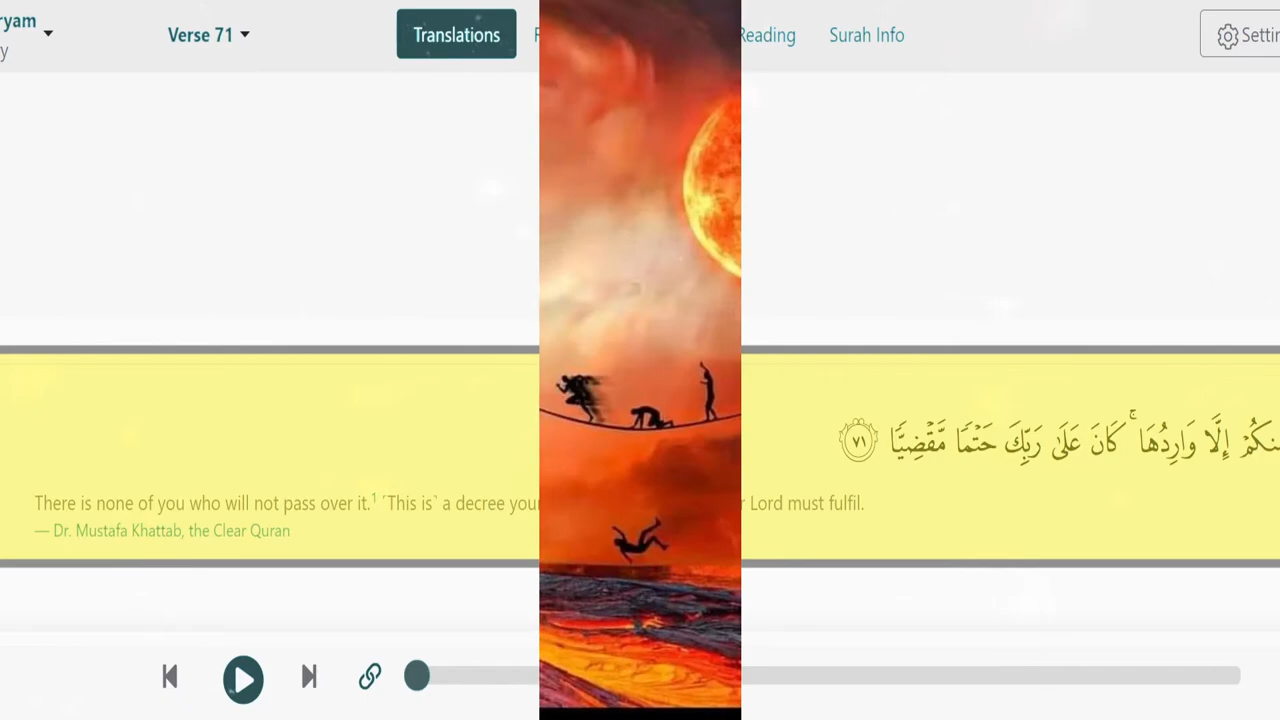 ryam
Verse 71
Translations
Reading
Surah Info
Settin
y
مِنكُمْ إِلَّا وَارِدُهَا ۚ كَانَ عَلَىٰ رَبِّكَ حَتْمًا مَّقْضِيًّا ٧١
There is none of you who will not pass over it.¹ ˹This is˺ a decree your Lord must fulfil.
— Dr. Mustafa Khattab, the Clear Quran